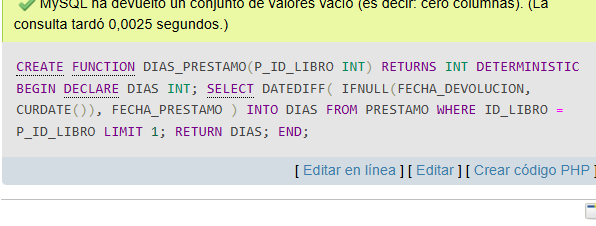 MySQL ha devuelto un conjunto de valores vacío (es decir: cero columnas). (La
consulta tardó 0,0025 segundos.)
CREATE FUNCTION DIAS_PRESTAMO(P_ID_LIBRO INT) RETURNS INT DETERMINISTIC
BEGIN DECLARE DIAS INT; SELECT DATEDIFF( IFNULL(FECHA_DEVOLUCION,
CURDATE()), FECHA_PRESTAMO ) INTO DIAS FROM PRESTAMO WHERE ID_LIBRO =
P_ID_LIBRO LIMIT 1; RETURN DIAS; END;
[ Editar en línea ] [ Editar ] [ Crear código PHP ]